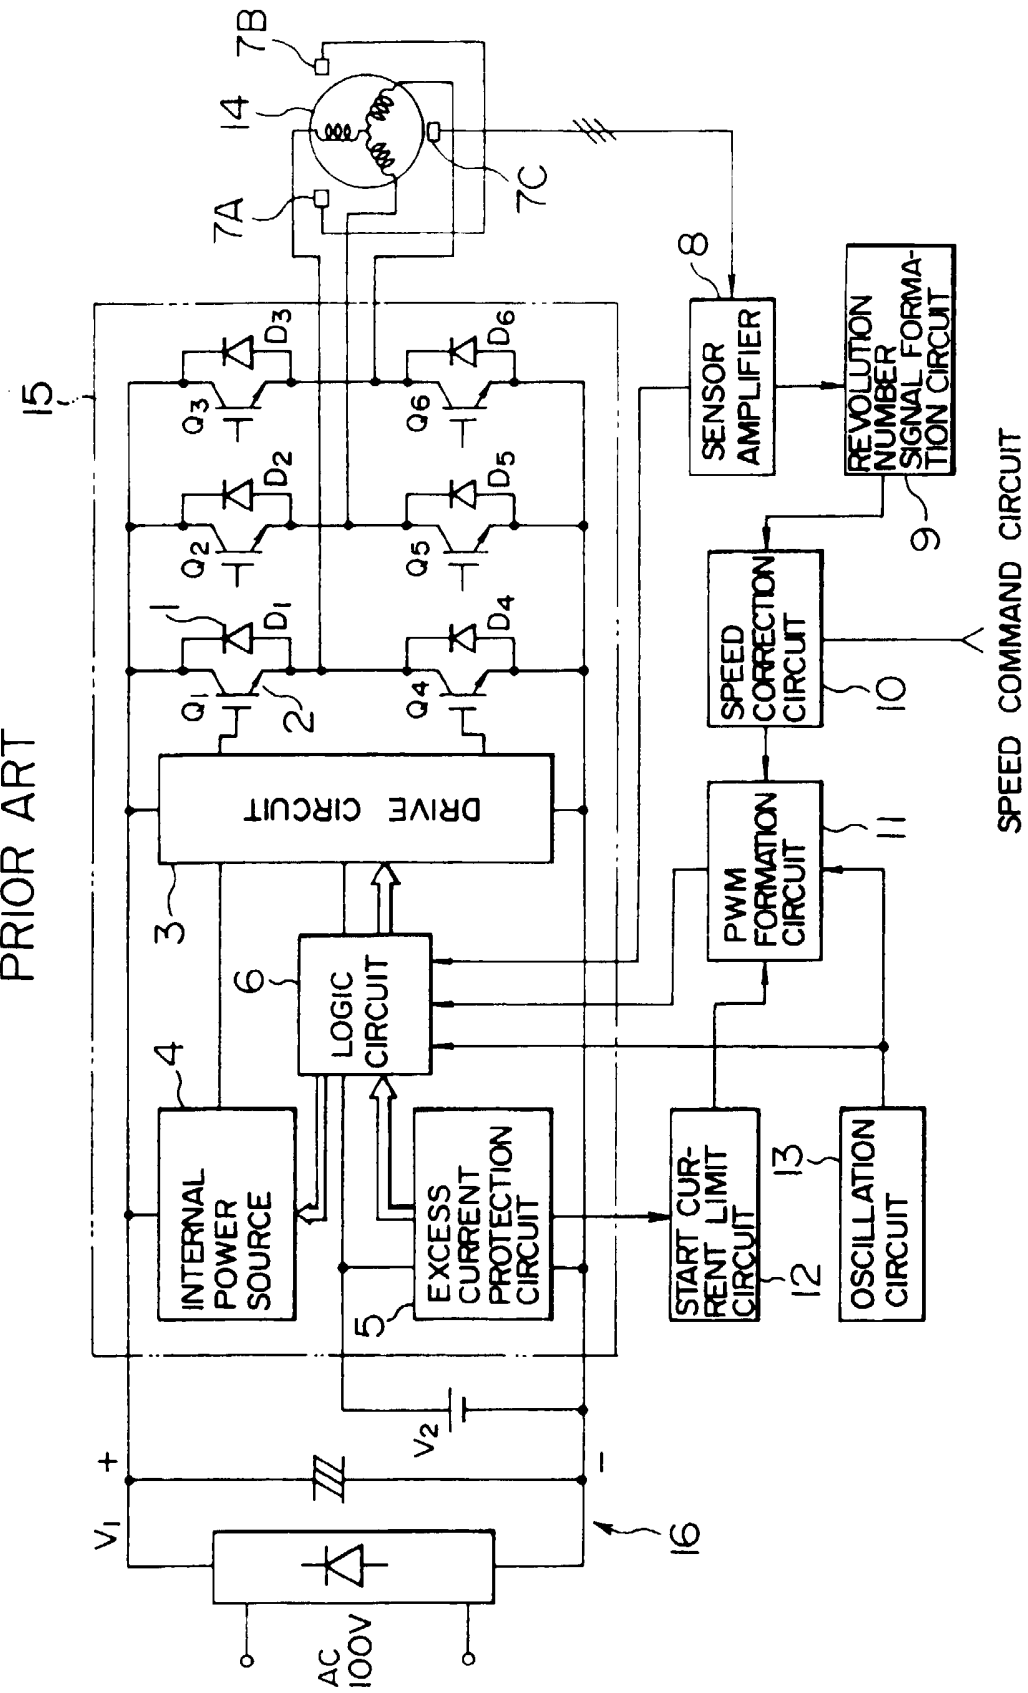 PRIOR ART
15
V1
+
−
AC
100V
16
V2
INTERNAL
POWER
SOURCE
4
EXCESS
CURRENT
PROTECTION
CIRCUIT
5
LOGIC
CIRCUIT
6
DRIVE CIRCUIT
3
Q1
D1
1
2
Q2
D2
Q3
D3
Q4
D4
Q5
D5
Q6
D6
7A
14
7B
7C
START CUR-
RENT LIMIT
CIRCUIT
12
OSCILLATION
CIRCUIT
13
PWM
FORMATION
CIRCUIT
11
SPEED
CORRECTION
CIRCUIT
10
SENSOR
AMPLIFIER
8
REVOLUTION
NUMBER
SIGNAL FORMA-
TION CIRCUIT
9
SPEED COMMAND CIRCUIT